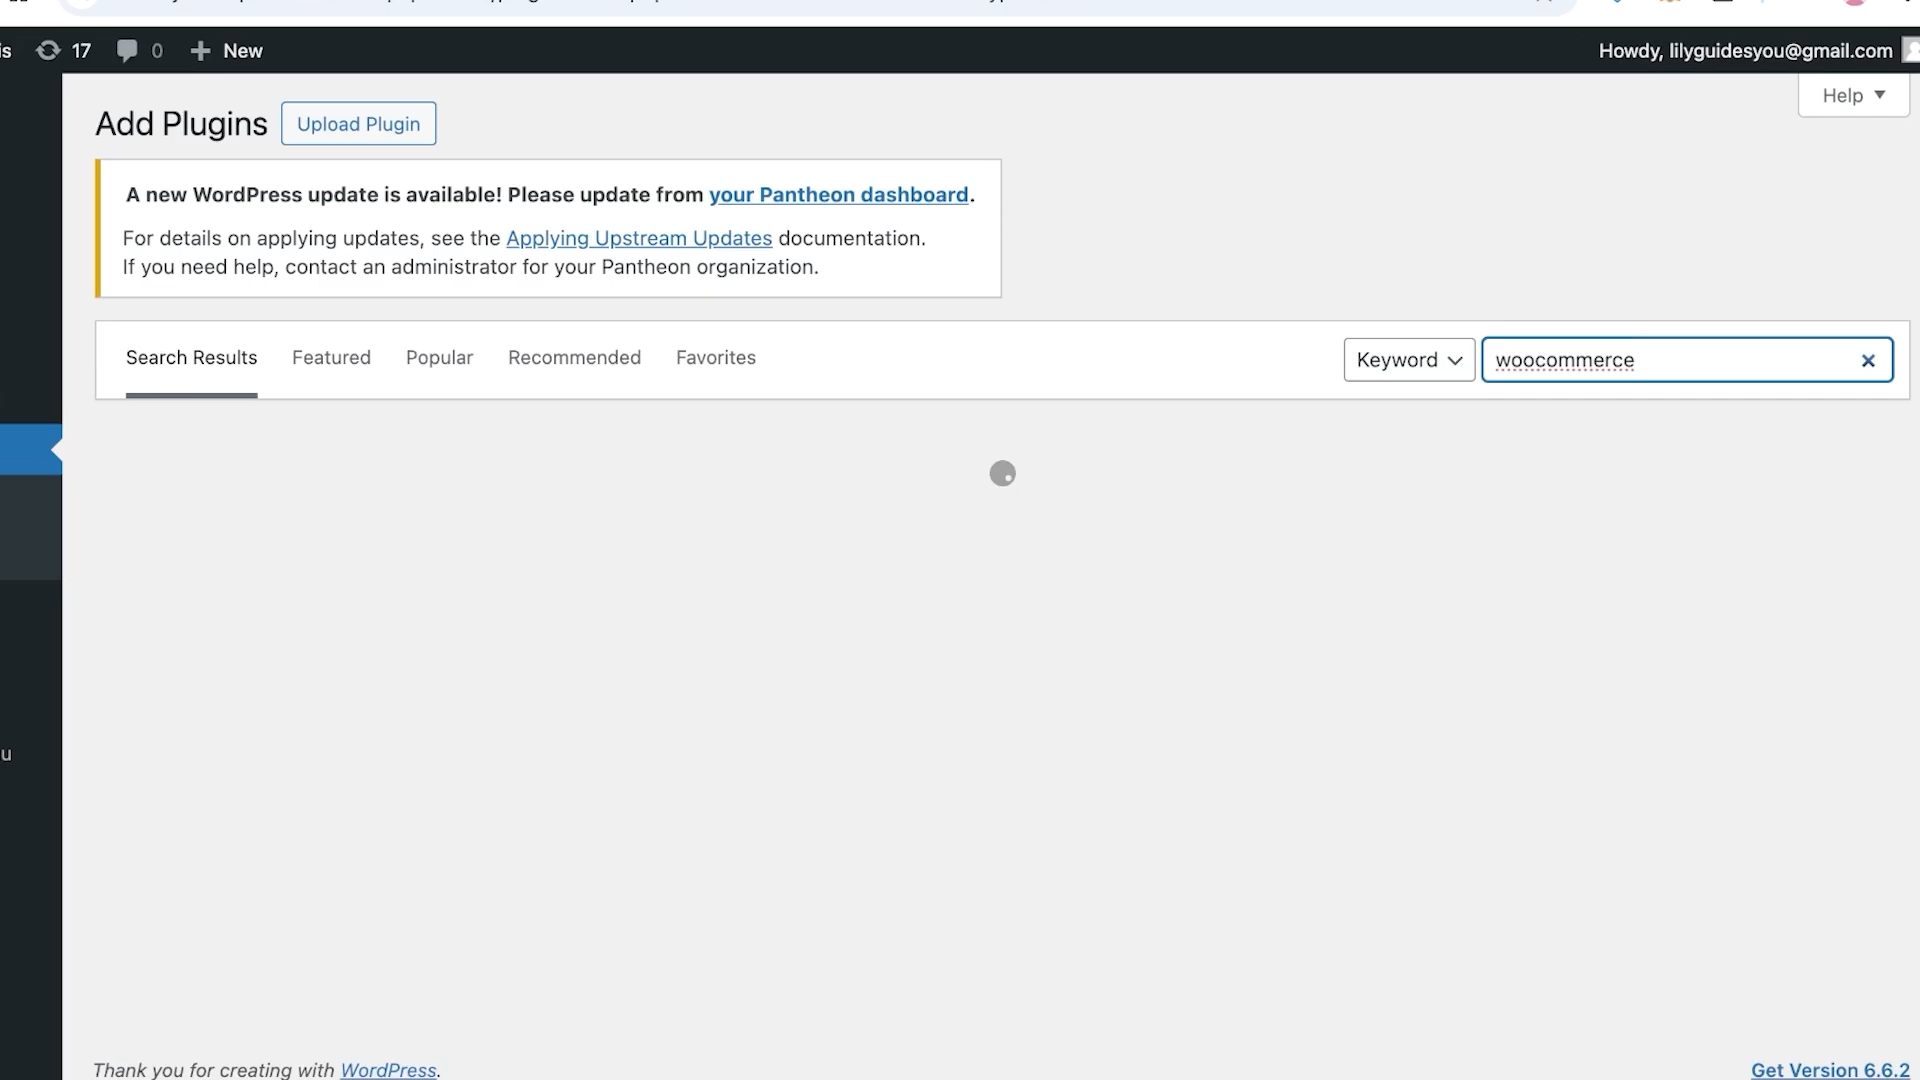 is 17 0 New Howdy, lilyguidesyou@gmail.com
Help
Add Plugins Upload Plugin
A new WordPress update is available! Please update from your Pantheon dashboard.
For details on applying updates, see the Applying Upstream Updates documentation.
If you need help, contact an administrator for your Pantheon organization.
Search Results Featured Popular Recommended Favorites Keyword woocommerce
u
Thank you for creating with WordPress. Get Version 6.6.2